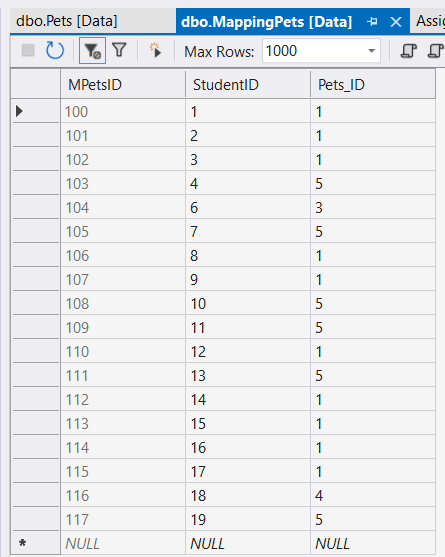 dbo.Pets [Data] dbo.MappingPets [Data] Assig
Max Rows: 1000
MPetsID StudentID Pets_ID
100 1 1
101 2 1
102 3 1
103 4 5
104 6 3
105 7 5
106 8 1
107 9 1
108 10 5
109 11 5
110 12 1
111 13 5
112 14 1
113 15 1
114 16 1
115 17 1
116 18 4
117 19 5
* NULL NULL NULL